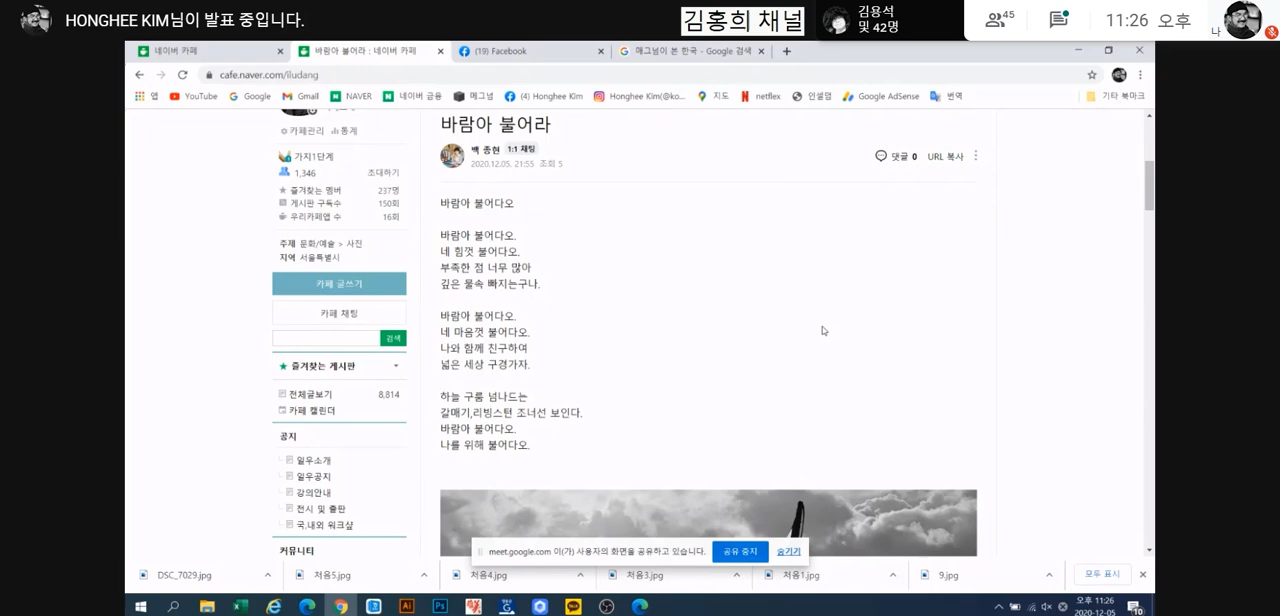 HONGHEE KIM님이 발표 중입니다.
김홍희 채널
김용석
및 42명
45
11:26 오후
나
네이버 카페
바람아 불어라 : 네이버 카페
(19) Facebook
매그넘이 본 한국 - Google 검색
cafe.naver.com/iludang
앱
YouTube
Google
Gmail
NAVER
네이버 금융
메그넘
(4) Honghee Kim
Honghee Kim(@ko...
지도
netflex
인셀덤
Google AdSense
번역
기타 북마크
카페관리
통계
가지1단계
1,346
초대하기
즐겨찾는 멤버 237명
게시판 구독수 150회
우리카페앱 수 16회
주제 문화/예술 > 사진
지역 서울특별시
카페 글쓰기
카페 채팅
검색
즐겨찾는 게시판
전체글보기 8,814
카페 캘린더
공지
일우소개
일우공지
강의안내
전시 및 출판
국,내외 워크샵
커뮤니티
바람아 불어라
백 종현 1:1 채팅
2020.12.05. 21:55 조회 5
댓글 0 URL 복사
바람아 불어다오
바람아 불어다오.
네 힘껏 불어다오.
부족한 점 너무 많아
깊은 물속 빠지는구나.
바람아 불어다오.
네 마음껏 불어다오.
나와 함께 친구하여
넓은 세상 구경가자.
하늘 구룸 넘나드는
갈매기,리빙스턴 조너선 보인다.
바람아 불어다오.
나를 위해 불어다오.
meet.google.com 이(가) 사용자의 화면을 공유하고 있습니다.
공유 중지
숨기기
DSC_7029.jpg
처음5.jpg
처음4.jpg
처음3.jpg
처음1.jpg
9.jpg
모두 표시
오후 11:26
2020-12-05
10